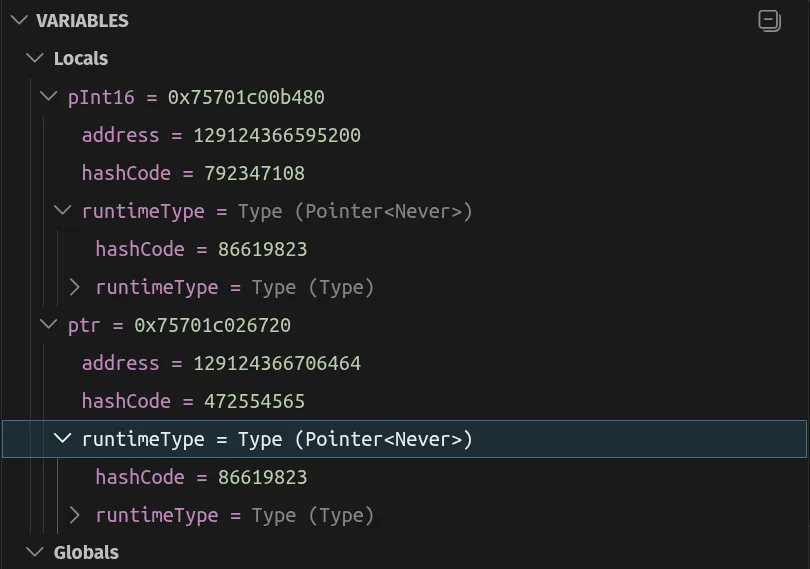 VARIABLES
Locals
pInt16 = 0x75701c00b480
address = 129124366595200
hashCode = 792347108
runtimeType = Type (Pointer<Never>)
hashCode = 86619823
runtimeType = Type (Type)
ptr = 0x75701c026720
address = 129124366706464
hashCode = 472554565
runtimeType = Type (Pointer<Never>)
hashCode = 86619823
runtimeType = Type (Type)
Globals